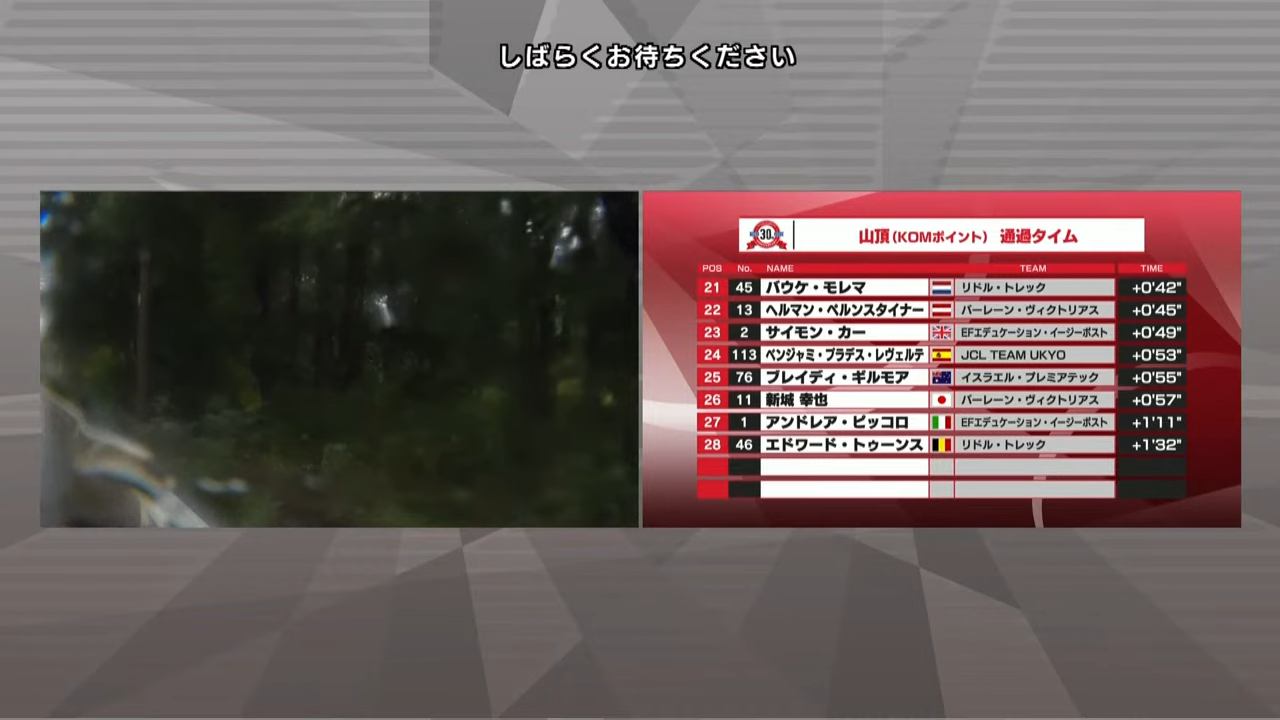 しばらくお待ちください
30
山頂(KOMポイント) 通過タイム
POS No. NAME TEAM TIME
21 45 バウケ・モレマ リドル・トレック +0'42"
22 13 ヘルマン・ペルンスタイナー バーレーン・ヴィクトリアス +0'45"
23 2 サイモン・カー EFエデュケーション・イージーポスト +0'49"
24 113 ベンジャミ・プラデス・レヴェルテ JCL TEAM UKYO +0'53"
25 76 ブレイディ・ギルモア イスラエル・プレミアテック +0'55"
26 11 新城 幸也 バーレーン・ヴィクトリアス +0'57"
27 1 アンドレア・ピッコロ EFエデュケーション・イージーポスト +1'11"
28 46 エドワード・トゥーンス リドル・トレック +1'32"